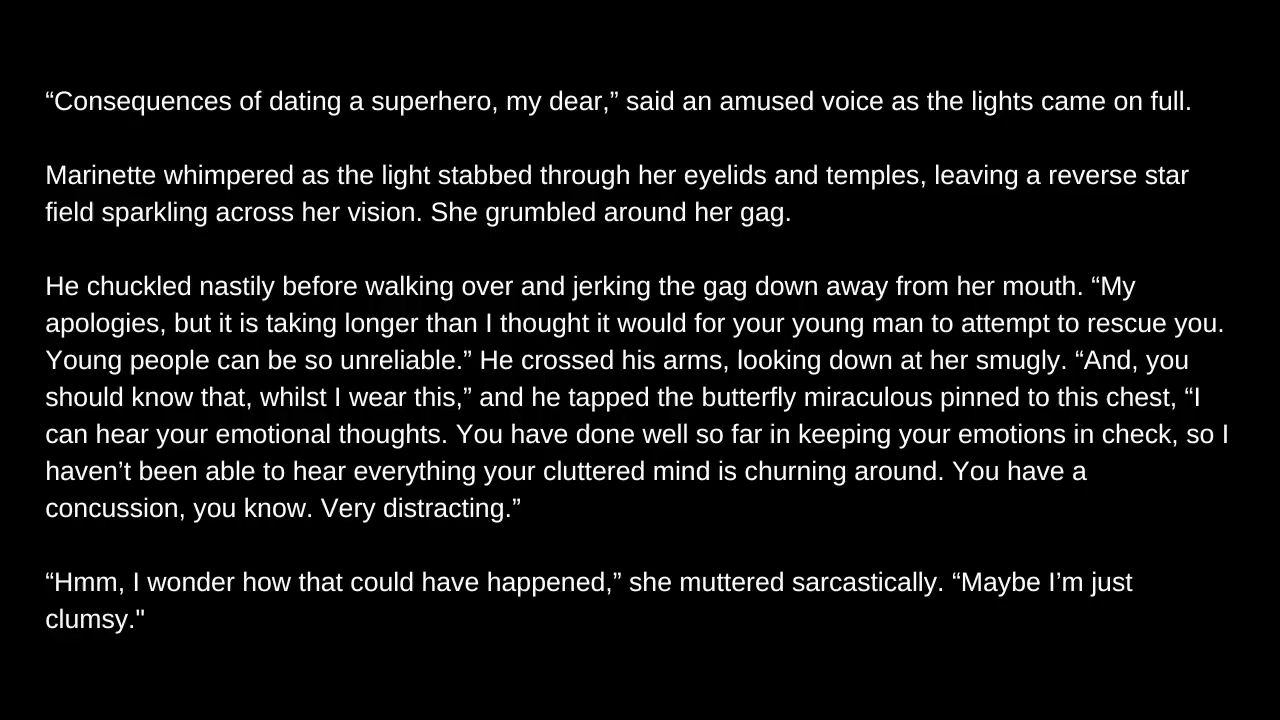 “Consequences of dating a superhero, my dear,” said an amused voice as the lights came on full.
Marinette whimpered as the light stabbed through her eyelids and temples, leaving a reverse star
field sparkling across her vision. She grumbled around her gag.
He chuckled nastily before walking over and jerking the gag down away from her mouth. “My
apologies, but it is taking longer than I thought it would for your young man to attempt to rescue you.
Young people can be so unreliable.” He crossed his arms, looking down at her smugly. “And, you
should know that, whilst I wear this,” and he tapped the butterfly miraculous pinned to this chest, “I
can hear your emotional thoughts. You have done well so far in keeping your emotions in check, so I
haven’t been able to hear everything your cluttered mind is churning around. You have a
concussion, you know. Very distracting.”
“Hmm, I wonder how that could have happened,” she muttered sarcastically. “Maybe I’m just
clumsy."